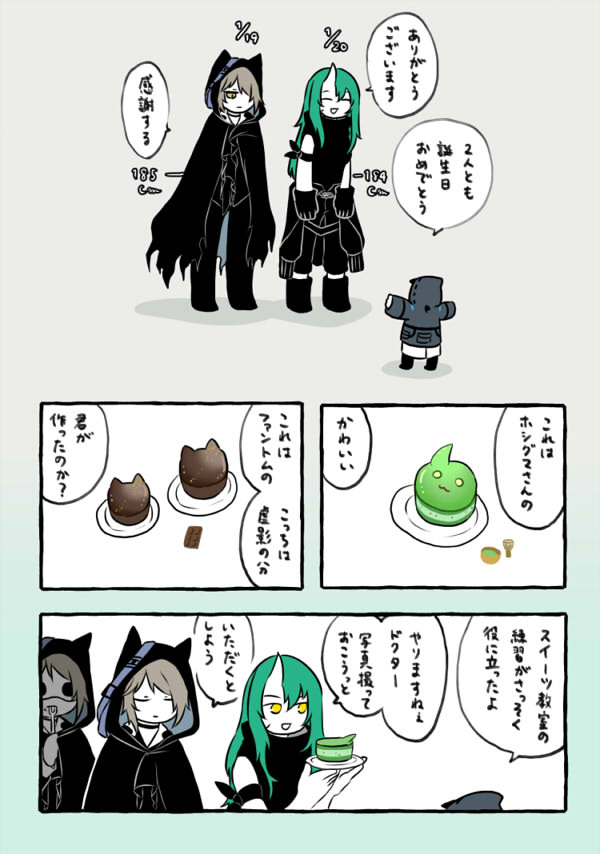 1/20
1/19
ありがとう
ございます
2人とも
誕生日
おめでとう
感謝する
184
cm
185
cm
これは
ホシグマさんの
かわいい
これは
ファントムの
こっちは
虚影の分
君が
作ったのか?
スイーツ教室の
練習がさっそく
役に立ったよ
やりますねぇ
ドクター
写真撮って
おこうっと
いただくと
しよう